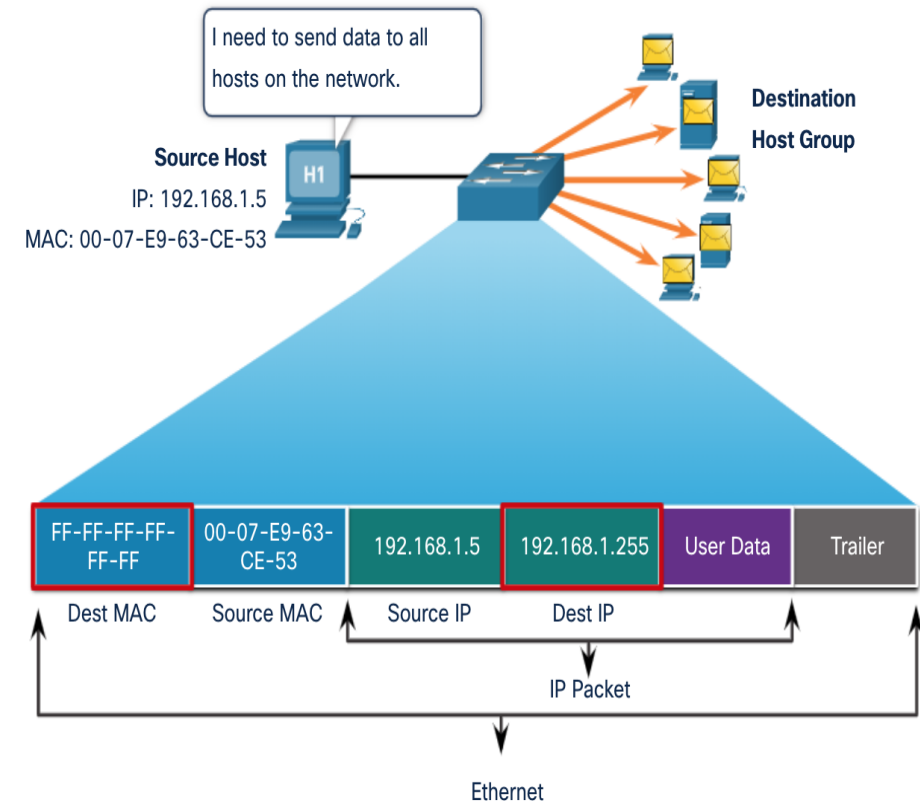 I need to send data to all
hosts on the network.
Destination
Host Group
Source Host
IP: 192.168.1.5
MAC: 00-07-E9-63-CE-53
H1
FF-FF-FF-FF-
FF-FF
00-07-E9-63-
CE-53
192.168.1.5
192.168.1.255
User Data
Trailer
Dest MAC
Source MAC
Source IP
Dest IP
IP Packet
Ethernet